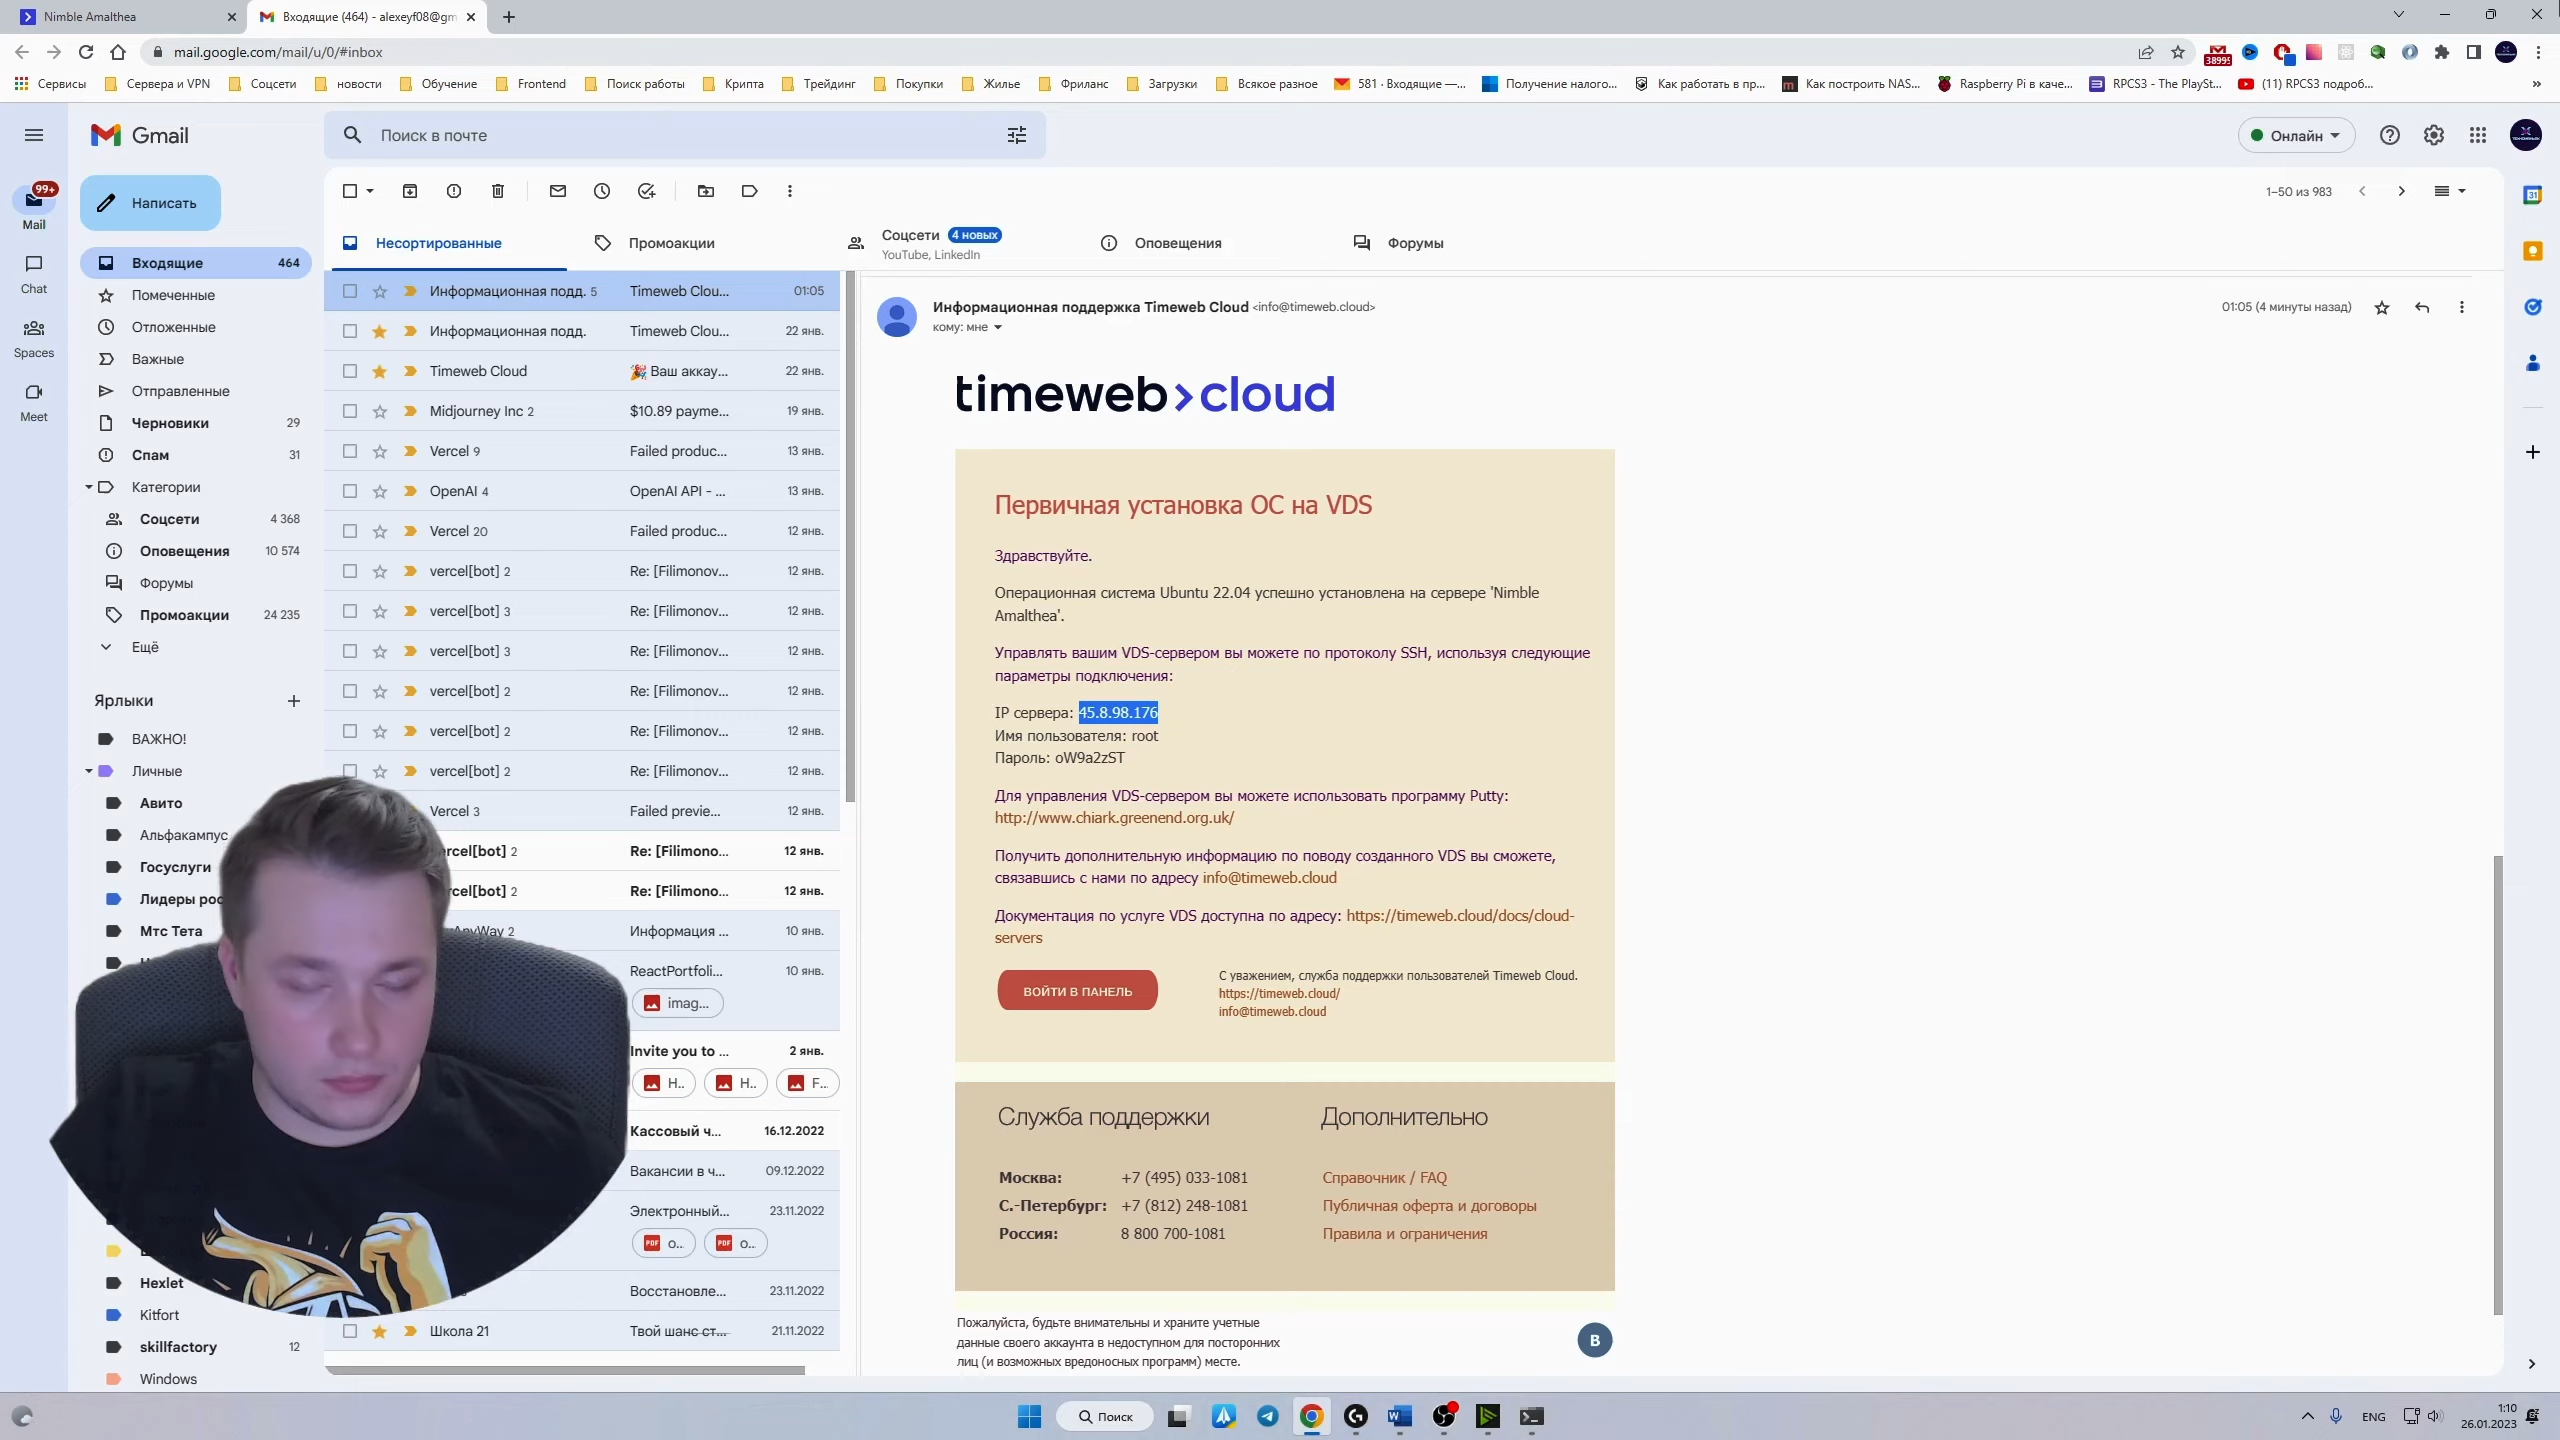 Nimble Amalthea
Входящие (464) - alexeyf08@gm
mail.google.com/mail/u/0/#inbox
38995
Сервисы
Сервера и VPN
Соцсети
новости
Обучение
Frontend
Поиск работы
Крипта
Трейдинг
Покупки
Жилье
Фриланс
Загрузки
Всякое разное
581 · Входящие —...
Получение налого...
Как работать в пр...
Как построить NAS...
Raspberry Pi в каче...
RPCS3 - The PlaySt...
(11) RPCS3 подроб...
»
Gmail
Поиск в почте
Онлайн
99+
Mail
Chat
Spaces
Meet
Написать
Входящие 464
Помеченные
Отложенные
Важные
Отправленные
Черновики 29
Спам 31
Категории
Соцсети 4 368
Оповещения 10 574
Форумы
Промоакции 24 235
Ещё
Ярлыки
ВАЖНО!
Личные
Авито
Альфакампус
Госуслуги
Лидеры рос
Мтс Тета
Hexlet
Kitfort
skillfactory 12
Windows
1–50 из 983
Несортированные
Промоакции
Соцсети 4 новых
YouTube, LinkedIn
Оповещения
Форумы
Информационная подд. 5 Timeweb Clou... 01:05
Информационная подд. Timeweb Clou... 22 янв.
Timeweb Cloud 🎉 Ваш аккау... 22 янв.
Midjourney Inc 2 $10.89 payme... 19 янв.
Vercel 9 Failed produc... 13 янв.
OpenAI 4 OpenAI API - ... 13 янв.
Vercel 20 Failed produc... 12 янв.
vercel[bot] 2 Re: [Filimonov... 12 янв.
vercel[bot] 3 Re: [Filimonov... 12 янв.
vercel[bot] 3 Re: [Filimonov... 12 янв.
vercel[bot] 2 Re: [Filimonov... 12 янв.
vercel[bot] 2 Re: [Filimonov... 12 янв.
vercel[bot] 2 Re: [Filimonov... 12 янв.
Vercel 3 Failed previe... 12 янв.
ercel[bot] 2 Re: [Filimono... 12 янв.
ercel[bot] 2 Re: [Filimono... 12 янв.
AnyWay 2 Информация ... 10 янв.
ReactPortfoli... 10 янв.
imag...
Invite you to ... 2 янв.
H.. H.. F...
Кассовый ч... 16.12.2022
Вакансии в ч... 09.12.2022
Электронный... 23.11.2022
PDF о... PDF о...
Восстановле... 23.11.2022
Школа 21 Твой шанс ст... 21.11.2022
Информационная поддержка Timeweb Cloud <info@timeweb.cloud>
01:05 (4 минуты назад)
кому: мне
timeweb>cloud
Первичная установка ОС на VDS
Здравствуйте.
Операционная система Ubuntu 22.04 успешно установлена на сервере 'Nimble
Amalthea'.
Управлять вашим VDS-сервером вы можете по протоколу SSH, используя следующие
параметры подключения:
IP сервера: 45.8.98.176
Имя пользователя: root
Пароль: oW9a2zST
Для управления VDS-сервером вы можете использовать программу Putty:
http://www.chiark.greenend.org.uk/
Получить дополнительную информацию по поводу созданного VDS вы сможете,
связавшись с нами по адресу info@timeweb.cloud
Документация по услуге VDS доступна по адресу: https://timeweb.cloud/docs/cloud-
servers
ВОЙТИ В ПАНЕЛЬ
С уважением, служба поддержки пользователей Timeweb Cloud.
https://timeweb.cloud/
info@timeweb.cloud
Служба поддержки
Дополнительно
Москва: +7 (495) 033-1081
С.-Петербург: +7 (812) 248-1081
Россия: 8 800 700-1081
Справочник / FAQ
Публичная оферта и договоры
Правила и ограничения
Пожалуйста, будьте внимательны и храните учетные
данные своего аккаунта в недоступном для посторонних
лиц (и возможных вредоносных программ) месте.
B
31
Поиск
ENG
1:10
26.01.2023